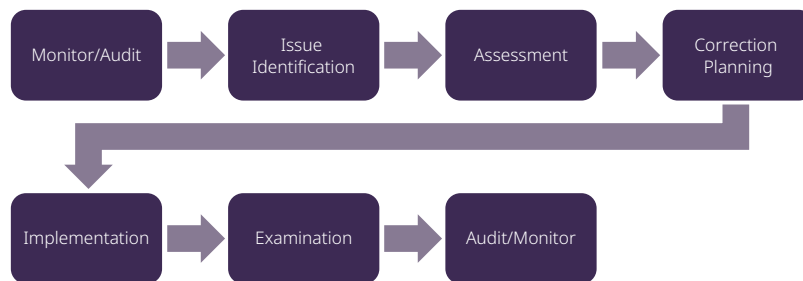 Monitor/Audit
Issue
Identification
Assessment
Correction
Planning
Implementation
Examination
Audit/Monitor